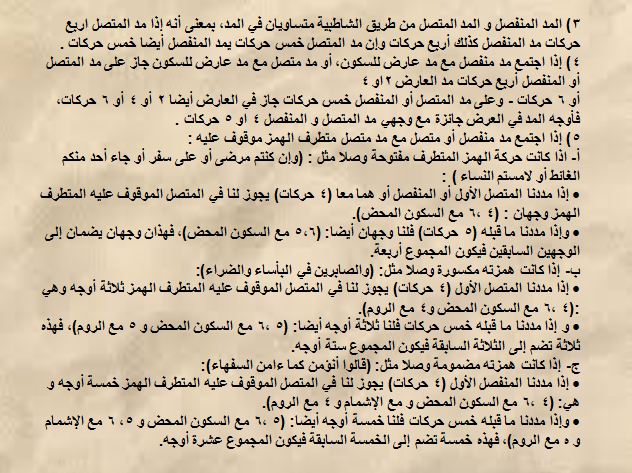 ٣) المد المنفصل و المد المتصل من طريق الشاطبية متساويان في المد، بمعنى أنه إذا مد المتصل اربع
حركات مد المنفصل كذلك أربع حركات وإن مد المتصل خمس حركات يمد المنفصل أيضا خمس حركات .
٤) إذا اجتمع مد منفصل مع مد عارض للسكون، أو مد متصل مع مد عارض للسكون جاز على مد المتصل
أو المنفصل أربع حركات مد العارض ٢ او ٤
أو ٦ حركات - وعلى مد المتصل أو المنفصل خمس حركات جاز في العارض أيضا ٢ أو ٤ أو ٦ حركات،
فأوجه المد في العرض جائزة مع وجهي مد المتصل و المنفصل ٤ او ٥ حركات .
٥) إذا اجتمع مد منفصل أو متصل مع مد متصل متطرف الهمز موقوف عليه :
أ- اذا كانت حركة الهمز المتطرف مفتوحة وصلا مثل : (وإن كنتم مرضى أو على سفر أو جاء أحد منكم
الغائط أو لامستم النساء ) :
• إذا مددنا المتصل الأول أو المنفصل أو هما معا (٤ حركات) يجوز لنا في المتصل الموقوف عليه المتطرف
الهمز وجهان : (٤ ،٦ مع السكون المحض).
• وإذا مددنا ما قبله (٥ حركات) فلنا وجهان أيضا: (٥،٦ مع السكون المحض)، فهذان وجهان يضمان إلى
الوجهين السابقين فيكون المجموع أربعة.
ب- إذا كانت همزته مكسورة وصلا مثل: (والصابرين في البأساء والضراء):
• إذا مددنا المتصل الأول (٤ حركات) يجوز لنا في المتصل الموقوف عليه المتطرف الهمز ثلاثة أوجه وهي
:(٤ ،٦ مع السكون المحض و٤ مع الروم).
• و إذا مددنا ما قبله خمس حركات فلنا ثلاثة أوجه أيضا: (٥ ،٦ مع السكون المحض و ٥ مع الروم)، فهذه
ثلاثة تضم إلى الثلاثة السابقة فيكون المجموع ستة أوجه.
ج- إذا كانت همزته مضمومة وصلا مثل: (قالوا أنؤمن كما ءامن السفهاء):
• إذا مددنا المنفصل الأول (٤ حركات) يجوز لنا في المتصل الموقوف عليه المتطرف الهمز خمسة أوجه و
هي: (٤ ،٦ مع السكون المحض و مع الإشمام و ٤ مع الروم).
• وإذا مددنا ما قبله خمس حركات فلنا خمسة أوجه أيضا: (٥ ،٦ مع السكون المحض و ٥ ، ٦ مع الإشمام
و ٥ مع الروم)، فهذه خمسة تضم إلى الخمسة السابقة فيكون المجموع عشرة أوجه.